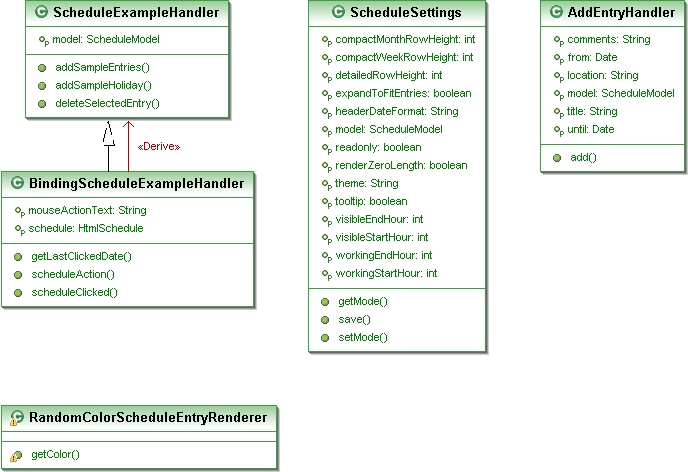 ScheduleExampleHandler
model: ScheduleModel
addSampleEntries()
addSampleHoliday()
deleteSelectedEntry()
«Derive»
BindingScheduleExampleHandler
mouseActionText: String
schedule: HtmlSchedule
getLastClickedDate()
scheduleAction()
scheduleClicked()
ScheduleSettings
compactMonthRowHeight: int
compactWeekRowHeight: int
detailedRowHeight: int
expandToFitEntries: boolean
headerDateFormat: String
model: ScheduleModel
readonly: boolean
renderZeroLength: boolean
theme: String
tooltip: boolean
visibleEndHour: int
visibleStartHour: int
workingEndHour: int
workingStartHour: int
getMode()
save()
setMode()
AddEntryHandler
comments: String
from: Date
location: String
model: ScheduleModel
title: String
until: Date
add()
RandomColorScheduleEntryRenderer
getColor()